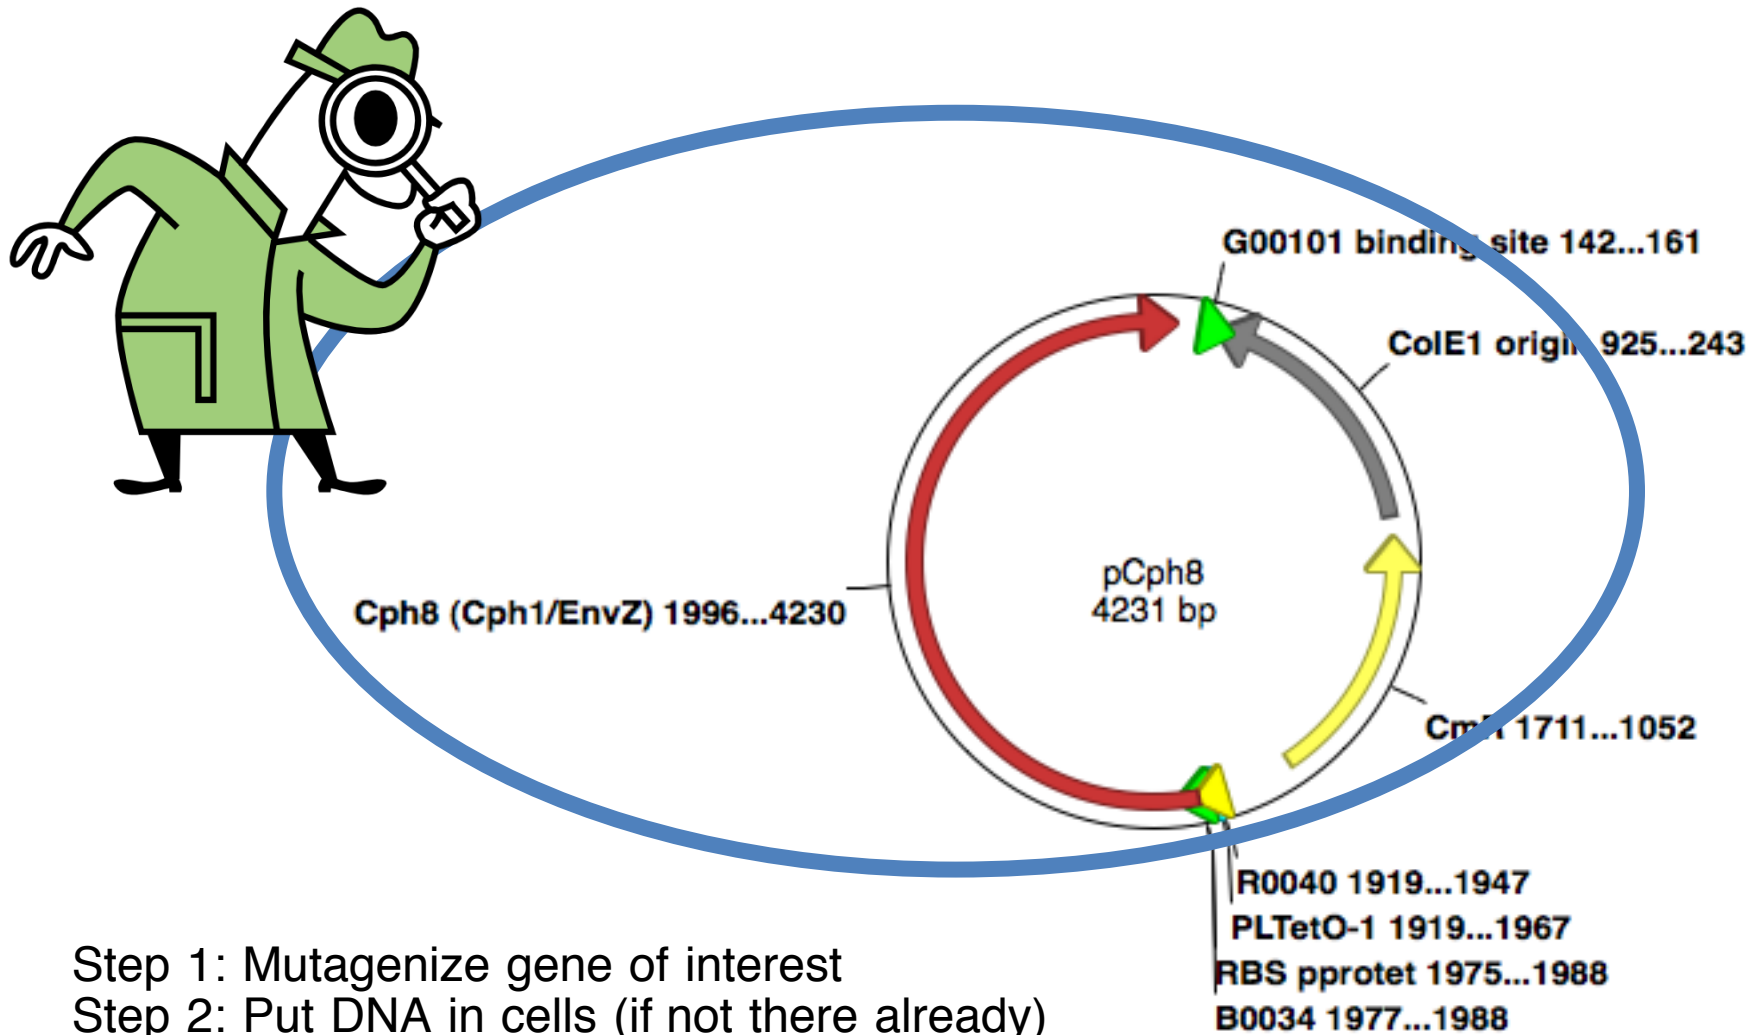 G00101 binding site 142...161
ColE1 origin 925...243
pCph8
4231 bp
Cph8 (Cph1/EnvZ) 1996...4230
CmR 1711...1052
R0040 1919...1947
PLTetO-1 1919...1967
RBS pprotet 1975...1988
B0034 1977...1988
Step 1: Mutagenize gene of interest
Step 2: Put DNA in cells (if not there already)